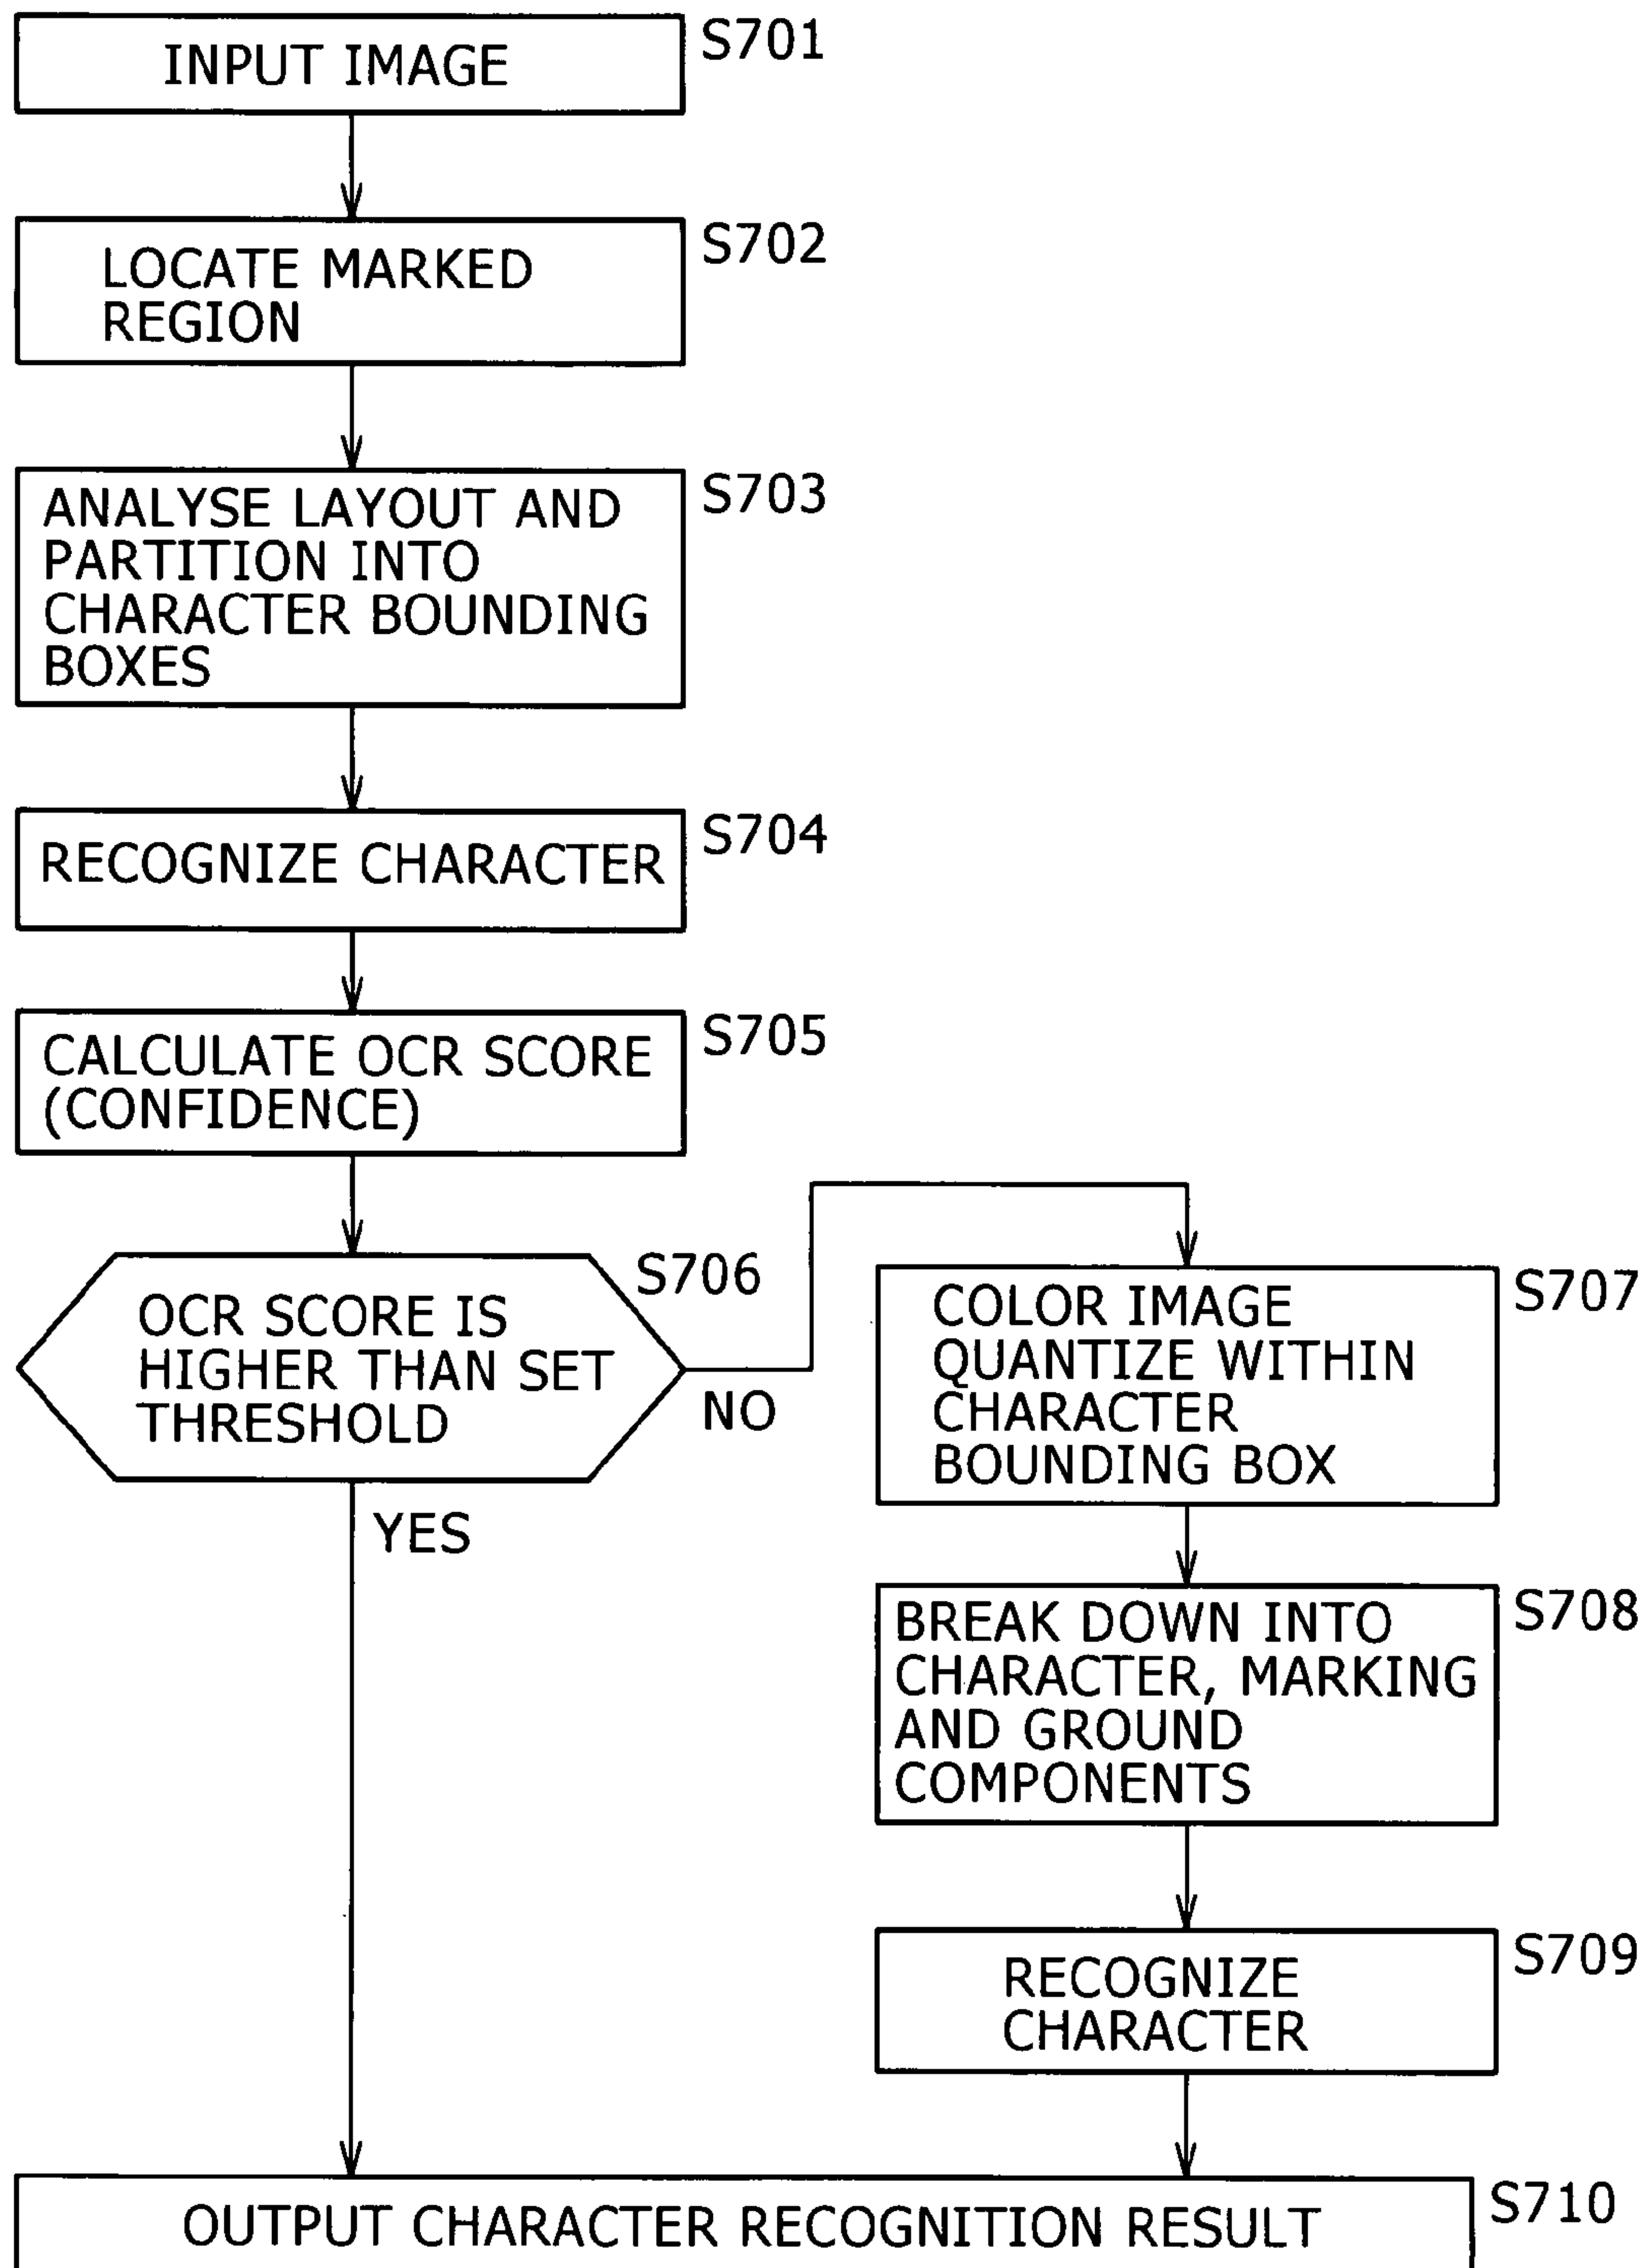 INPUT IMAGE
S701
LOCATE MARKED
REGION
S702
ANALYSE LAYOUT AND
PARTITION INTO
CHARACTER BOUNDING
BOXES
S703
RECOGNIZE CHARACTER
S704
CALCULATE OCR SCORE
(CONFIDENCE)
S705
OCR SCORE IS
HIGHER THAN SET
THRESHOLD
S706
NO
YES
COLOR IMAGE
QUANTIZE WITHIN
CHARACTER
BOUNDING BOX
S707
BREAK DOWN INTO
CHARACTER, MARKING
AND GROUND
COMPONENTS
S708
RECOGNIZE
CHARACTER
S709
OUTPUT CHARACTER RECOGNITION RESULT
S710